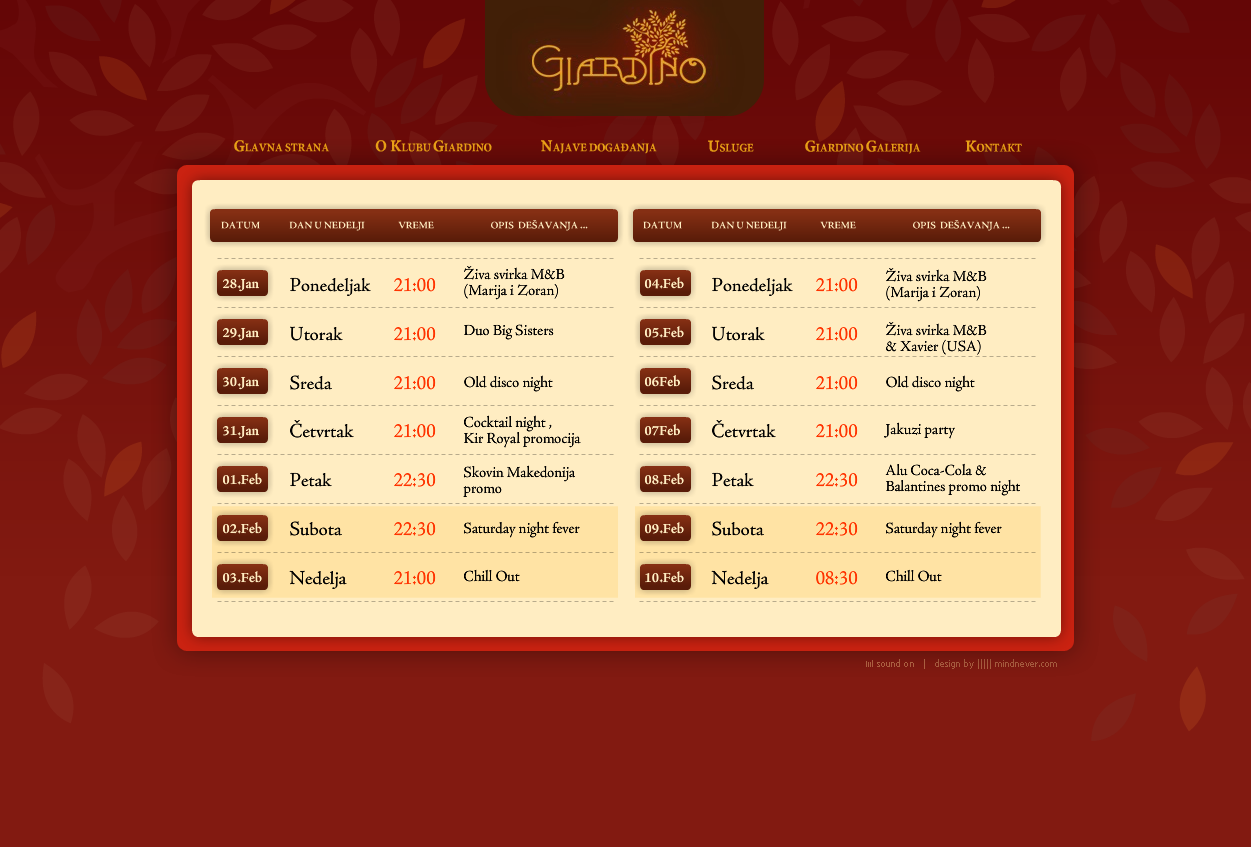 GIARDINO
Glavna strana O Klubu Giardino Najave događanja Usluge Giardino Galerija Kontakt
DATUM DAN U NEDELJI VREME OPIS DEŠAVANJA ...
28.Jan Ponedeljak 21:00 Živa svirka M&B
(Marija i Zoran)
29.Jan Utorak 21:00 Duo Big Sisters
30.Jan Sreda 21:00 Old disco night
31.Jan Četvrtak 21:00 Cocktail night ,
Kir Royal promocija
01.Feb Petak 22:30 Skovin Makedonija
promo
02.Feb Subota 22:30 Saturday night fever
03.Feb Nedelja 21:00 Chill Out
DATUM DAN U NEDELJI VREME OPIS DEŠAVANJA ...
04.Feb Ponedeljak 21:00 Živa svirka M&B
(Marija i Zoran)
05.Feb Utorak 21:00 Živa svirka M&B
& Xavier (USA)
06Feb Sreda 21:00 Old disco night
07Feb Četvrtak 21:00 Jakuzi party
08.Feb Petak 22:30 Alu Coca-Cola &
Balantines promo night
09.Feb Subota 22:30 Saturday night fever
10.Feb Nedelja 08:30 Chill Out
sound on | design by ||||| mindnever.com